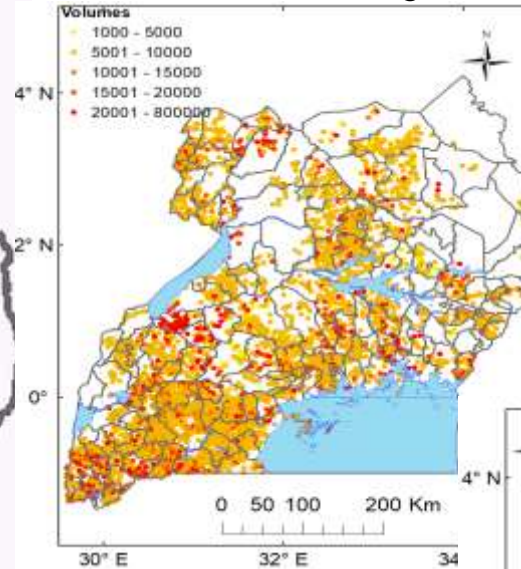 Volumes
1000 - 5000
5001 - 10000
10001 - 15000
15001 - 20000
20001 - 800000
N
4° N
2° N
0°
4° N
0 50 100 200 Km
30° E
32° E
34